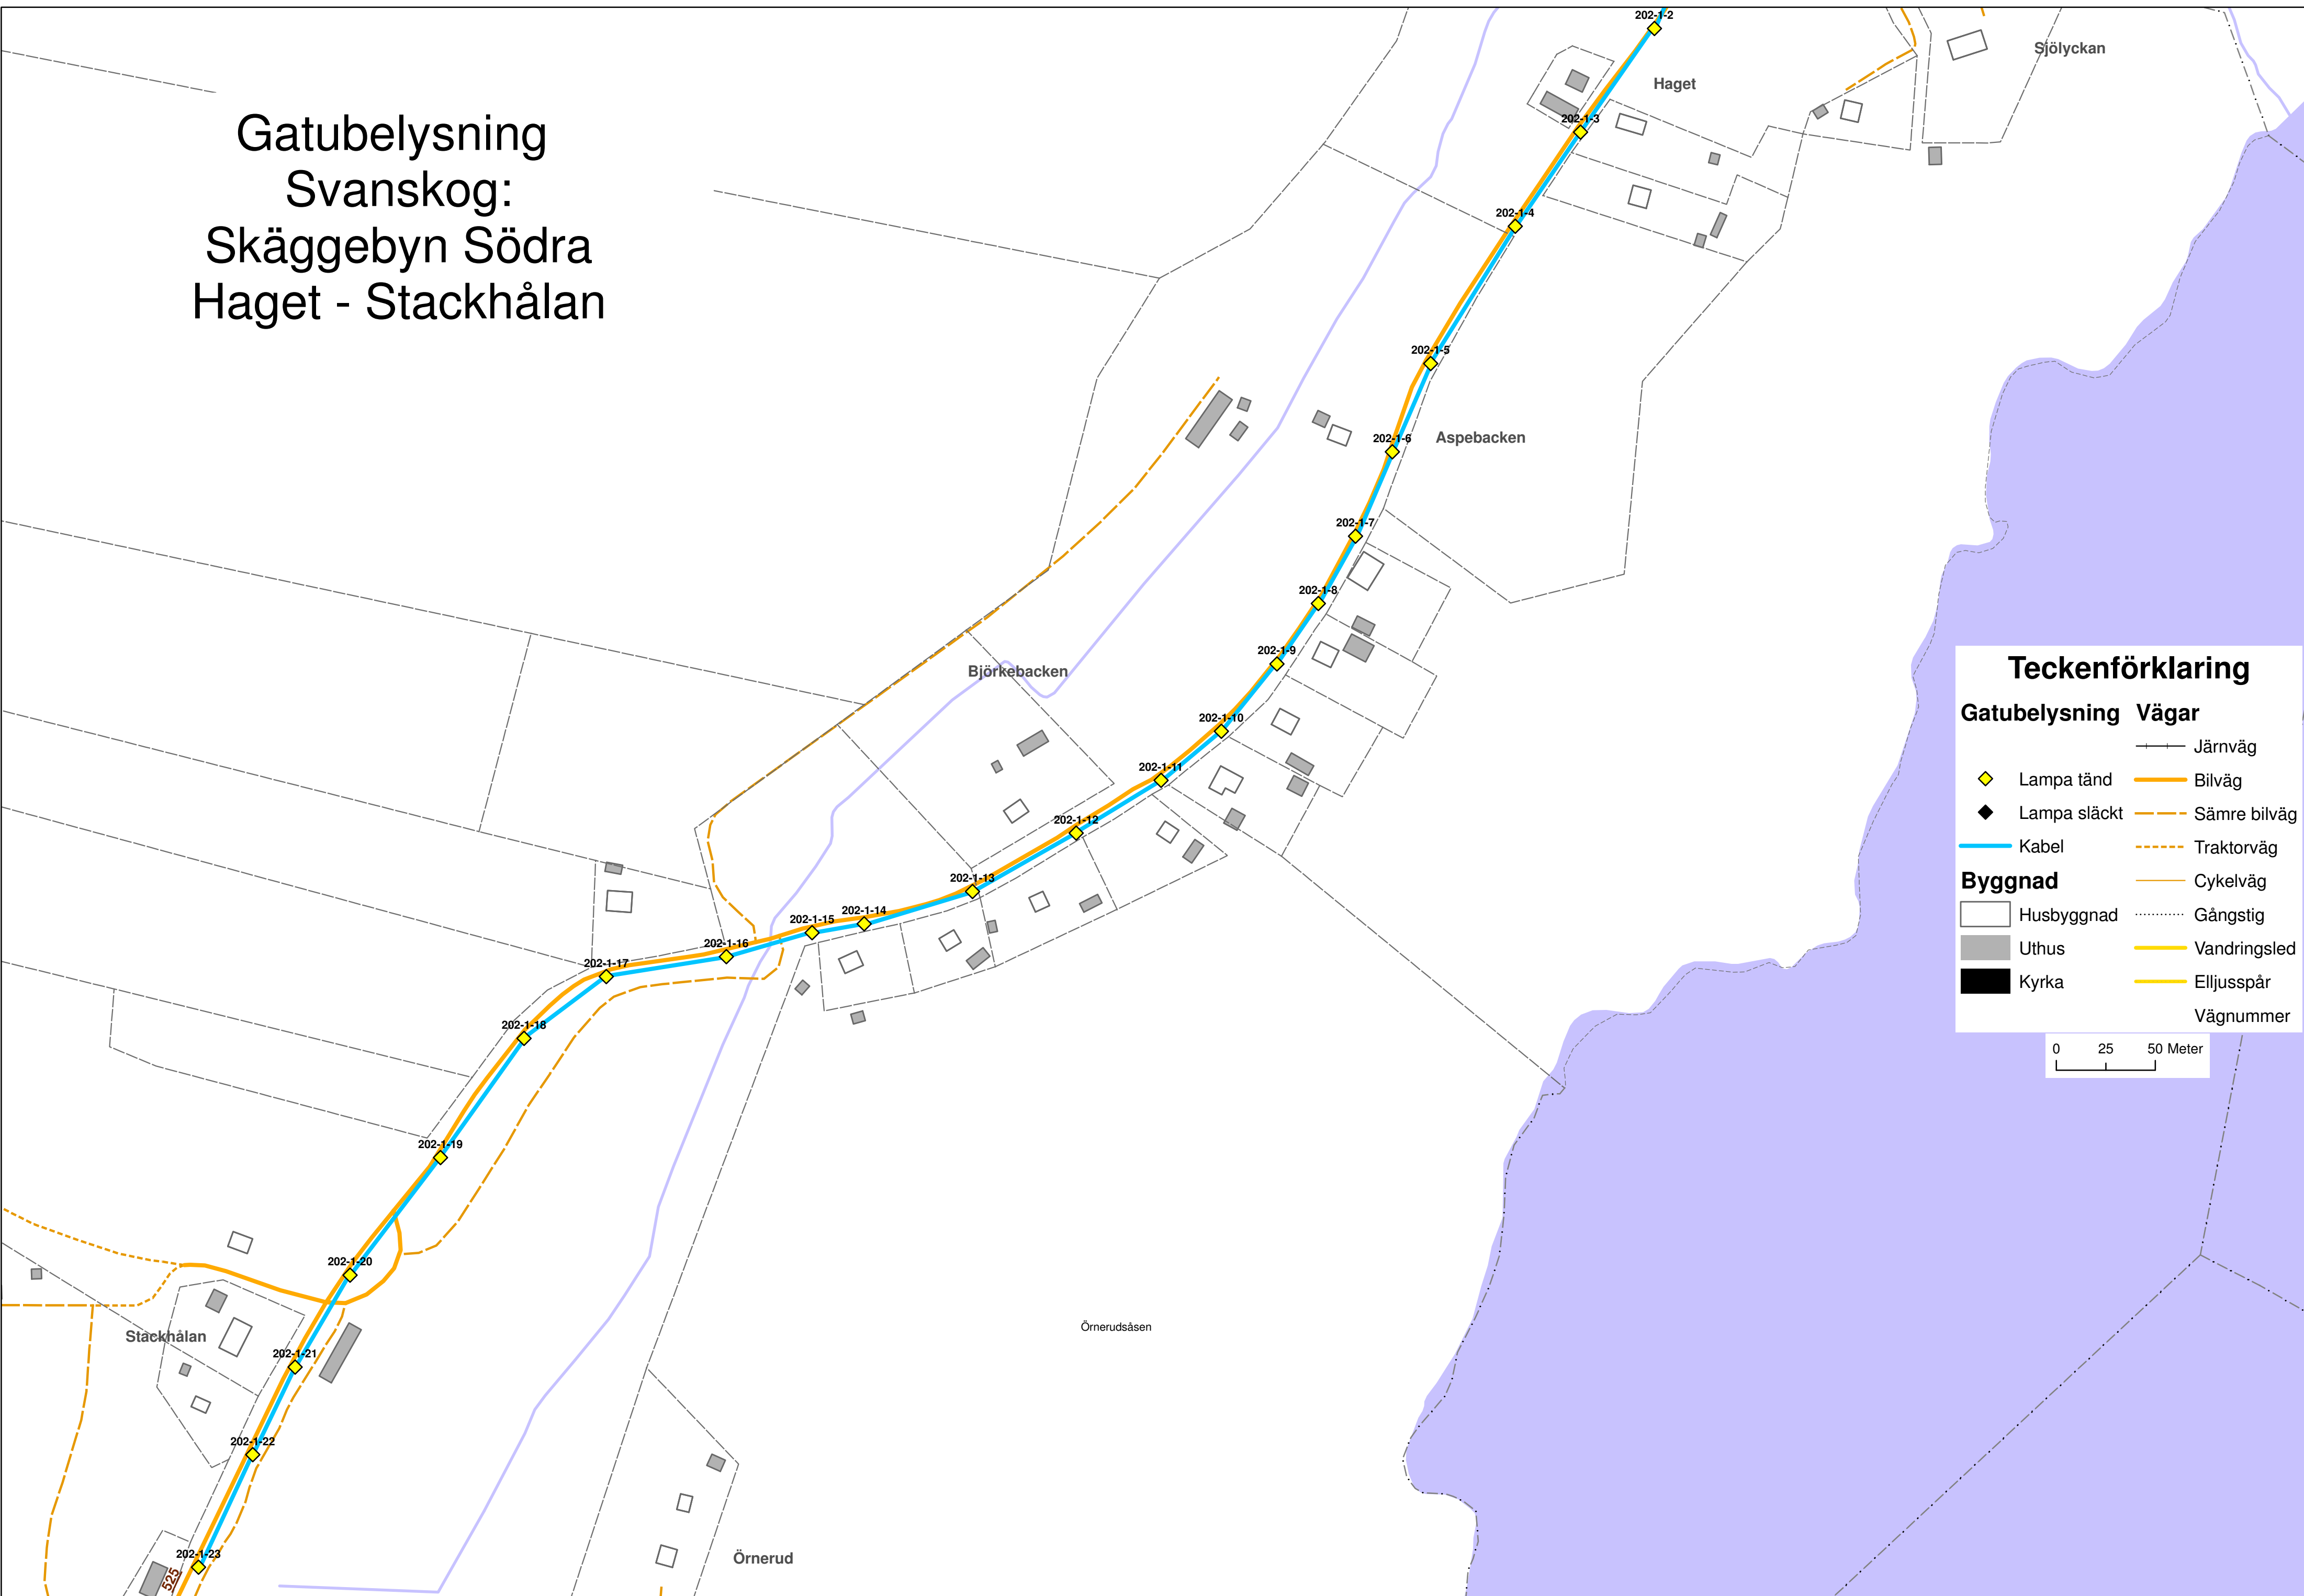 Gatubelysning
Svanskog:
Skäggebyn Södra
Haget - Stackhålan
202-1-2
Sjölyckan
Haget
202-1-3
202-1-4
202-1-5
202-1-6
Aspebacken
202-1-7
202-1-8
202-1-9
Björkebacken
202-1-10
202-1-11
202-1-12
202-1-13
202-1-14
202-1-15
202-1-16
202-1-17
202-1-18
202-1-19
202-1-20
Stackhålan
202-1-21
202-1-22
202-1-23
525
Örnerudsåsen
Örnerud
Teckenförklaring
Gatubelysning
Lampa tänd
Lampa släckt
Kabel
Byggnad
Husbyggnad
Uthus
Kyrka
Vägar
Järnväg
Bilväg
Sämre bilväg
Traktorväg
Cykelväg
Gångstig
Vandringsled
Elljusspår
Vägnummer
0 25 50 Meter